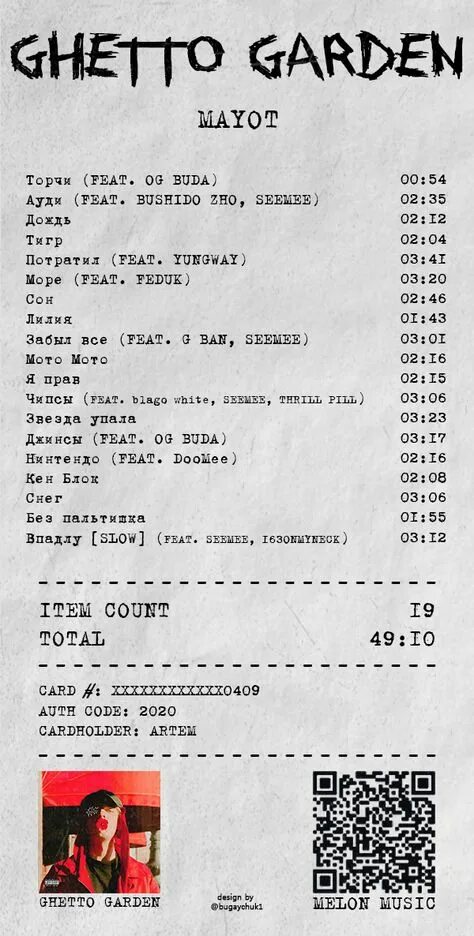 GHETTO GARDEN
MAYOT
Торчи (FEAT. OG BUDA) 00:54
Ауди (FEAT. BUSHIDO ZHO, SEEMEE) 02:35
Дождь 02:12
Тигр 02:04
Потратил (FEAT. YUNGWAY) 03:41
Море (FEAT. FEDUK) 03:20
Сон 02:46
Лилия 01:43
Забыл все (FEAT. G BAN, SEEMEE) 03:01
Мото Мото 02:16
Я прав 02:15
Чипсы (FEAT. blago white, SEEMEE, THRILL PILL) 03:06
Звезда упала 03:23
Джинсы (FEAT. OG BUDA) 03:17
Нинтендо (FEAT. DooMee) 02:16
Кен Блок 02:08
Снег 03:06
Без пальтишка 01:55
Впадлу [SLOW] (FEAT. SEEMEE, 163ONMYNECK) 03:12
ITEM COUNT 19
TOTAL 49:10
CARD #: XXXXXXXXXXXX0409
AUTH CODE: 2020
CARDHOLDER: ARTEM
GHETTO GARDEN
design by
@bugaychuk1
MELON MUSIC